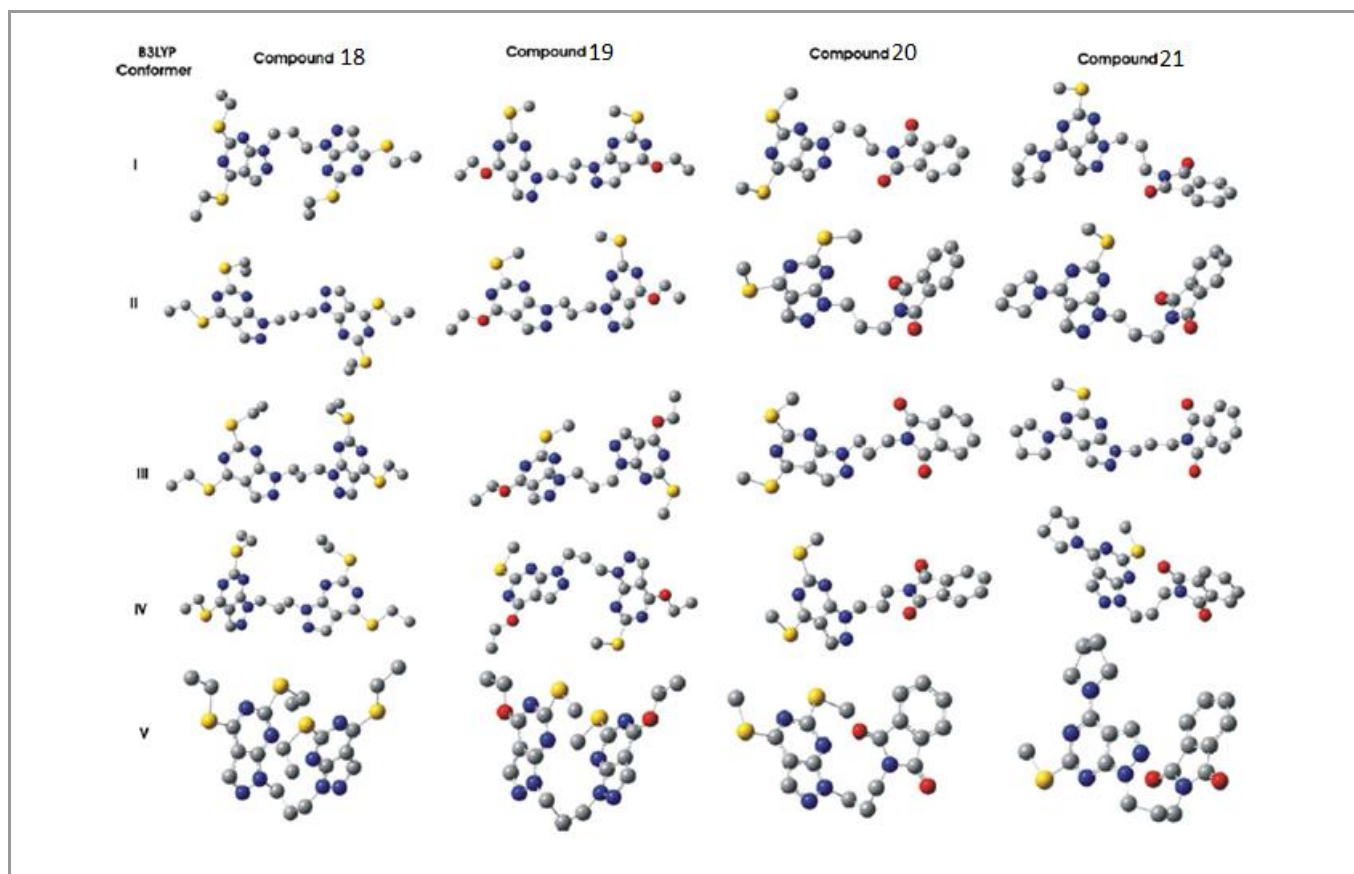 B3LYP
Conformer
Compound 18
Compound 19
Compound 20
Compound 21
I
II
III
IV
V